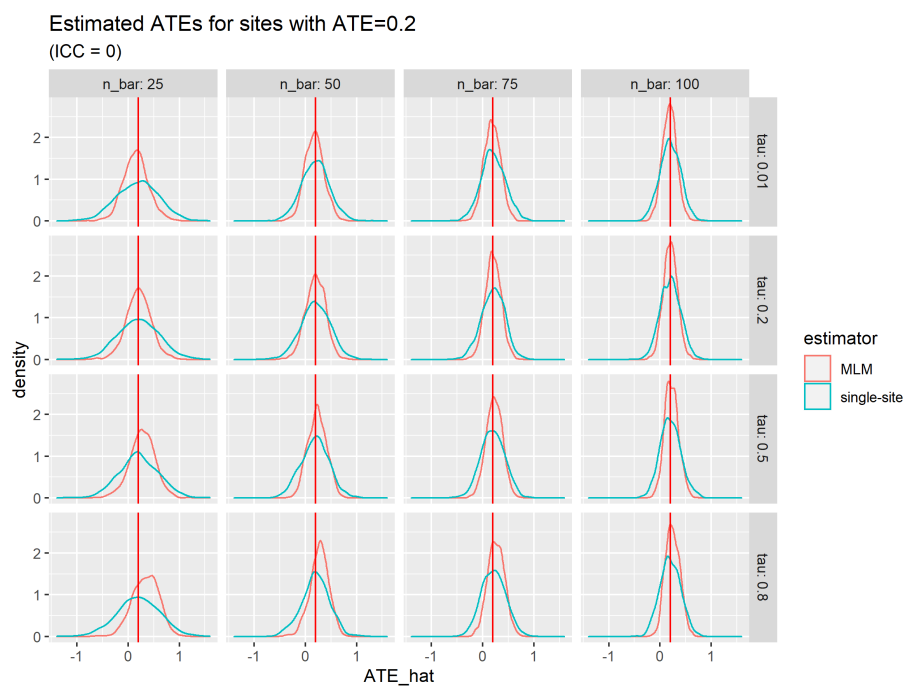 Estimated ATEs for sites with ATE=0.2
(ICC = 0)
n_bar: 25 n_bar: 50 n_bar: 75 n_bar: 100
2
1
0
tau: 0.01
2
1
0
tau: 0.2
2
1
0
tau: 0.5
2
1
0
tau: 0.8
density
-1 0 1 -1 0 1 -1 0 1 -1 0 1
ATE_hat
estimator
MLM
single-site